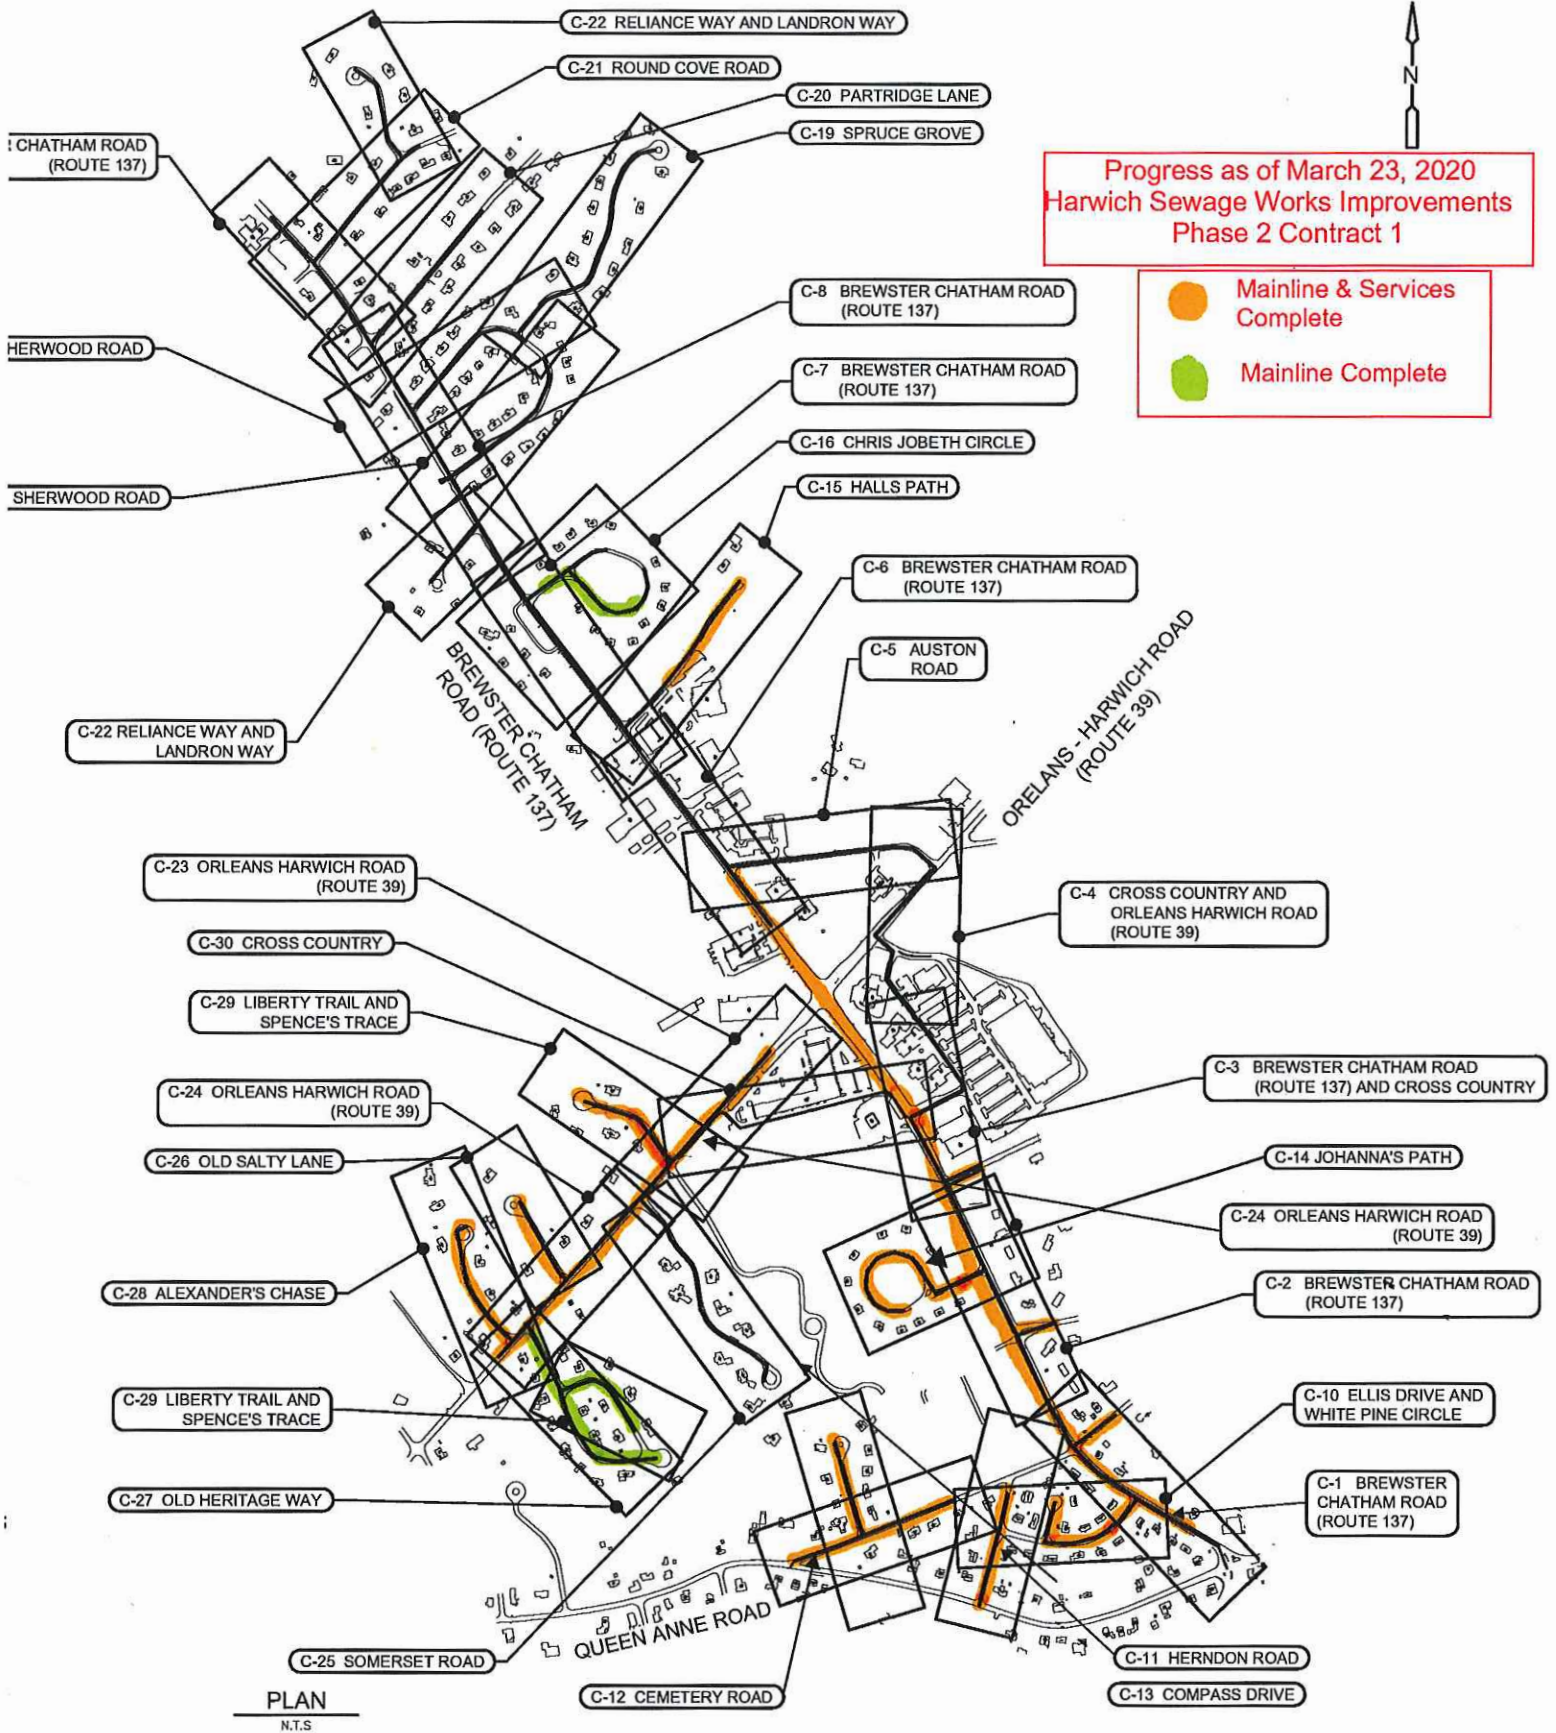 C-22 RELIANCE WAY AND LANDRON WAY
C-21 ROUND COVE ROAD
C-20 PARTRIDGE LANE
C-19 SPRUCE GROVE
N
CHATHAM ROAD
(ROUTE 137)
Progress as of March 23, 2020
Harwich Sewage Works Improvements
Phase 2 Contract 1
Mainline & Services
Complete
Mainline Complete
C-8 BREWSTER CHATHAM ROAD
(ROUTE 137)
HERWOOD ROAD
C-7 BREWSTER CHATHAM ROAD
(ROUTE 137)
C-16 CHRIS JOBETH CIRCLE
SHERWOOD ROAD
C-15 HALLS PATH
C-6 BREWSTER CHATHAM ROAD
(ROUTE 137)
C-5 AUSTON
ROAD
ORELANS - HARWICH ROAD
(ROUTE 39)
BREWSTER CHATHAM
ROAD (ROUTE 137)
C-22 RELIANCE WAY AND
LANDRON WAY
C-23 ORLEANS HARWICH ROAD
(ROUTE 39)
C-4 CROSS COUNTRY AND
ORLEANS HARWICH ROAD
(ROUTE 39)
C-30 CROSS COUNTRY
C-29 LIBERTY TRAIL AND
SPENCE'S TRACE
C-3 BREWSTER CHATHAM ROAD
(ROUTE 137) AND CROSS COUNTRY
C-24 ORLEANS HARWICH ROAD
(ROUTE 39)
C-26 OLD SALTY LANE
C-14 JOHANNA'S PATH
C-24 ORLEANS HARWICH ROAD
(ROUTE 39)
C-28 ALEXANDER'S CHASE
C-2 BREWSTER CHATHAM ROAD
(ROUTE 137)
C-29 LIBERTY TRAIL AND
SPENCE'S TRACE
C-10 ELLIS DRIVE AND
WHITE PINE CIRCLE
C-27 OLD HERITAGE WAY
C-1 BREWSTER
CHATHAM ROAD
(ROUTE 137)
QUEEN ANNE ROAD
C-25 SOMERSET ROAD
C-11 HERNDON ROAD
C-12 CEMETERY ROAD
C-13 COMPASS DRIVE
PLAN
N.T.S